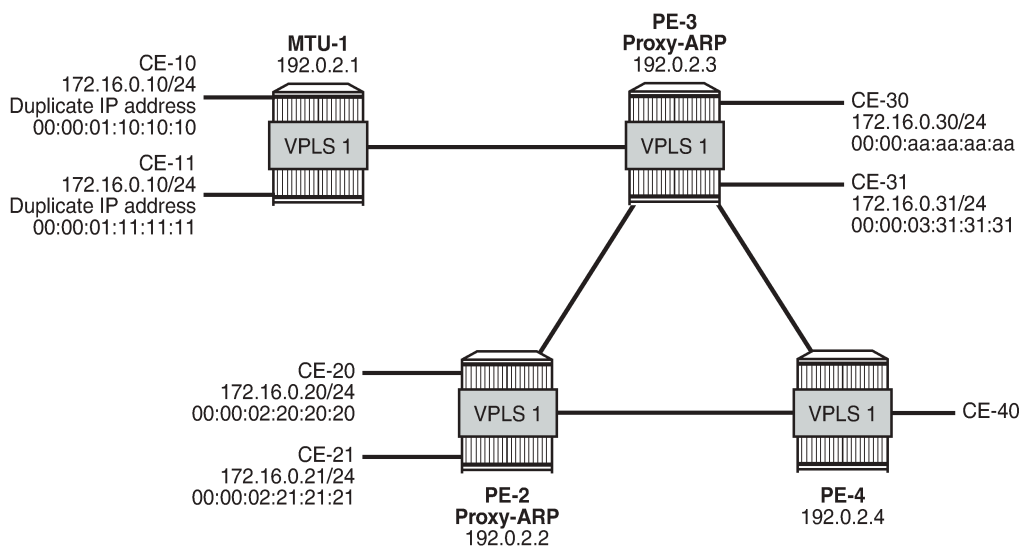 MTU-1
192.0.2.1
CE-10
172.16.0.10/24
Duplicate IP address
00:00:01:10:10:10
CE-11
172.16.0.10/24
Duplicate IP address
00:00:01:11:11:11
VPLS 1
PE-3
Proxy-ARP
192.0.2.3
VPLS 1
CE-30
172.16.0.30/24
00:00:aa:aa:aa:aa
CE-31
172.16.0.31/24
00:00:03:31:31:31
CE-20
172.16.0.20/24
00:00:02:20:20:20
CE-21
172.16.0.21/24
00:00:02:21:21:21
VPLS 1
PE-2
Proxy-ARP
192.0.2.2
VPLS 1
CE-40
PE-4
192.0.2.4